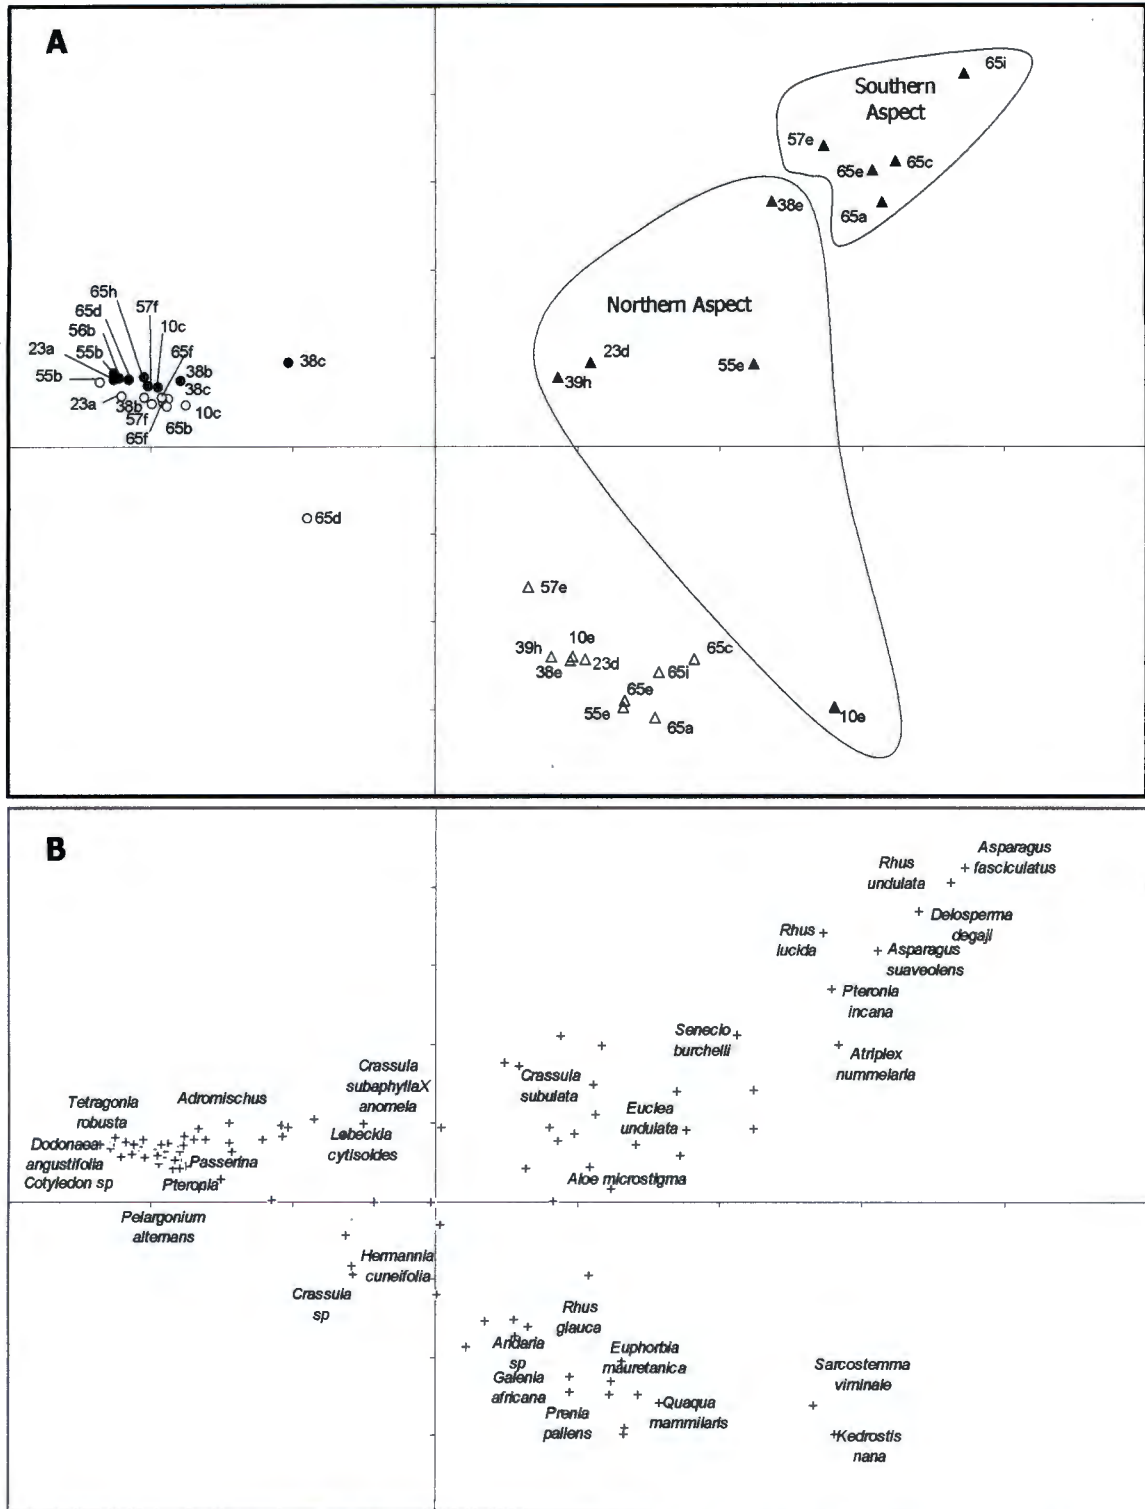 A
65i
Southern
Aspect
57e
65c
65e
65a
38e
Northern Aspect
65h
57f
65d
10c
56b
65f
23a
55b
38b
38c
23d
55e
39h
55b
38c
23a
38b
10c
57f
65f
65b
65d
57e
10e
65c
39h
38e
23d
65i
65e
55e
65a
10e
B
Asparagus
fasciculatus
Rhus
undulata
Delosperma
degaji
Rhus
lucida
Asparagus
suaveolens
Pteronia
incana
Senecio
burchelli
Atriplex
nummelaria
Crassula
subaphyllaX
anomela
Crassula
subulata
Tetragonia
robusta
Adromischus
Euclea
undulata
Lebeckia
cytisoides
Dodonaea
angustifolia
Passerina
Cotyledon sp
Pteropia
Aloe microstigma
Pelargonium
alternans
Hermannia
cuneifolia
Crassula
sp
Rhus
glauca
Andaria
sp
Euphorbia
mauretanica
Sarcostemma
viminale
Galenia
africana
Quaqua
mammilaris
Prenia
pallens
Kedrostis
nana